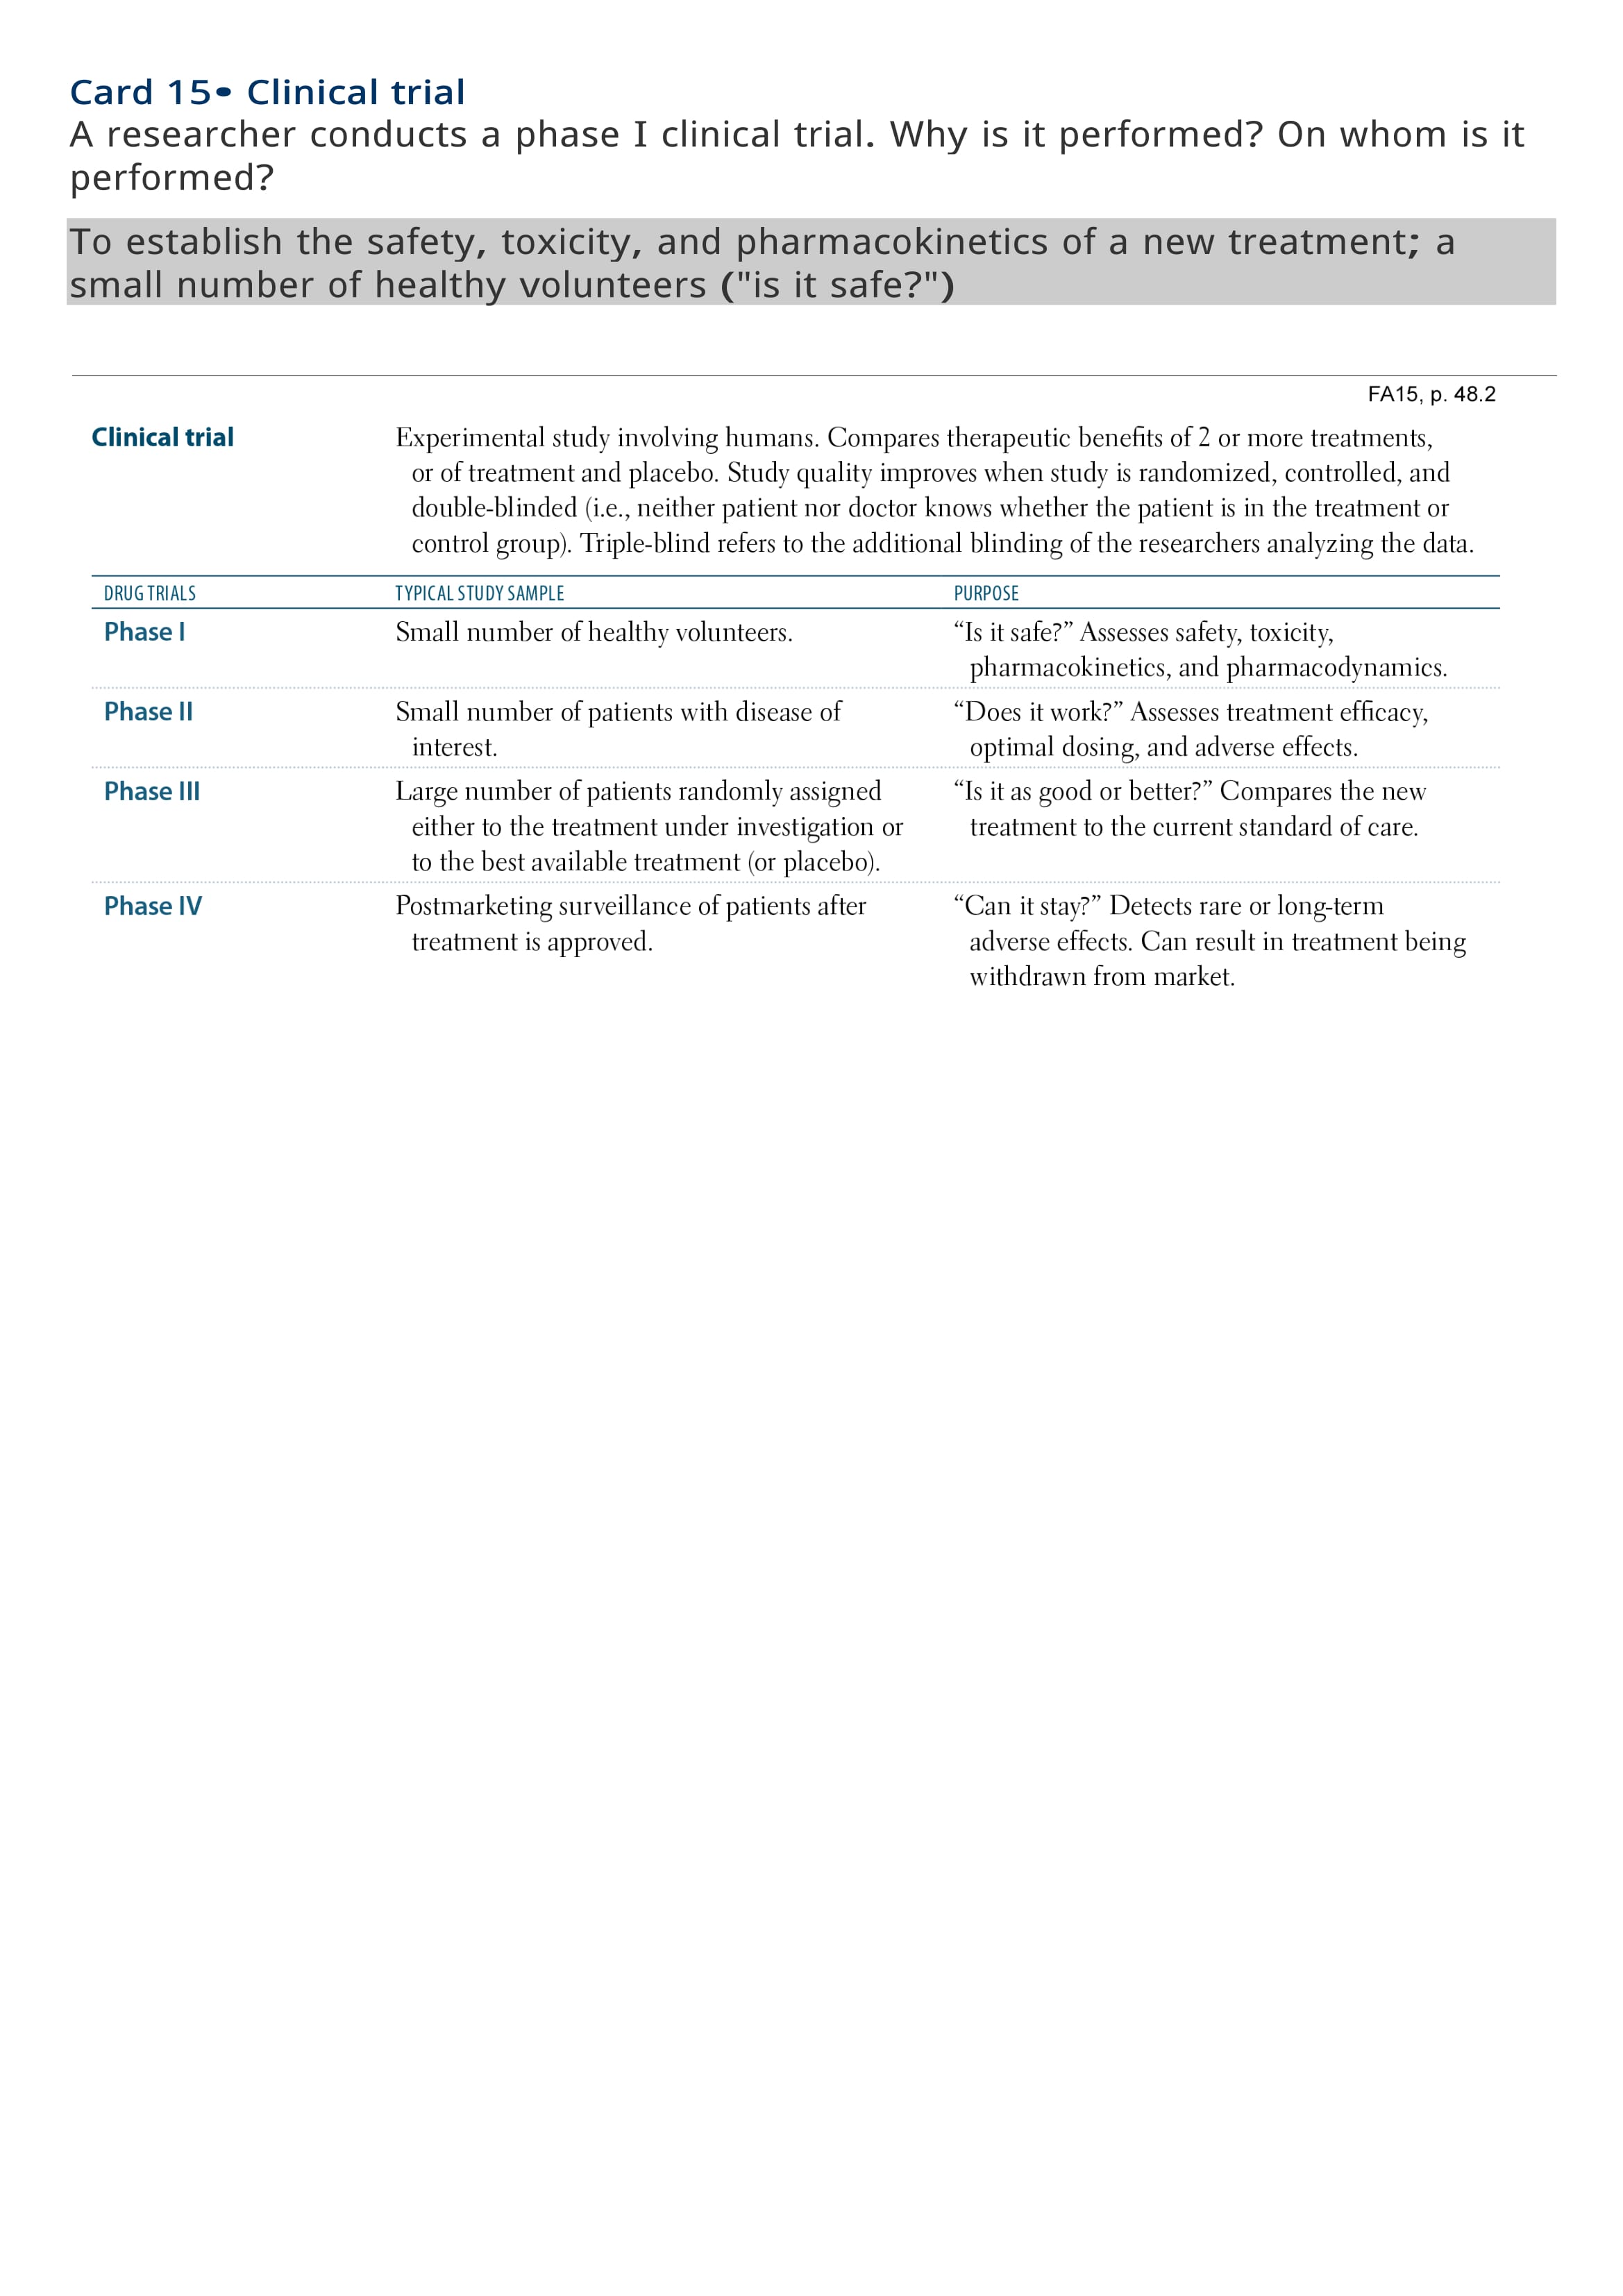 Card 15• Clinical trial
A researcher conducts a phase I clinical trial. Why is it performed? On whom is it
performed?
To establish the safety, toxicity, and pharmacokinetics of a new treatment; a
small number of healthy volunteers ("is it safe?")
FA15, p. 48.2
Clinical trial
Experimental study involving humans. Compares therapeutic benefits of 2 or more treatments,
or of treatment and placebo. Study quality improves when study is randomized, controlled, and
double-blinded (i.e., neither patient nor doctor knows whether the patient is in the treatment or
control group). Triple-blind refers to the additional blinding of the researchers analyzing the data.
DRUG TRIALS TYPICAL STUDY SAMPLE PURPOSE
Phase I Small number of healthy volunteers. “Is it safe?” Assesses safety, toxicity,
pharmacokinetics, and pharmacodynamics.
Phase II Small number of patients with disease of “Does it work?” Assesses treatment efficacy,
interest. optimal dosing, and adverse effects.
Phase III Large number of patients randomly assigned “Is it as good or better?” Compares the new
either to the treatment under investigation or treatment to the current standard of care.
to the best available treatment (or placebo).
Phase IV Postmarketing surveillance of patients after “Can it stay?” Detects rare or long-term
treatment is approved. adverse effects. Can result in treatment being
withdrawn from market.